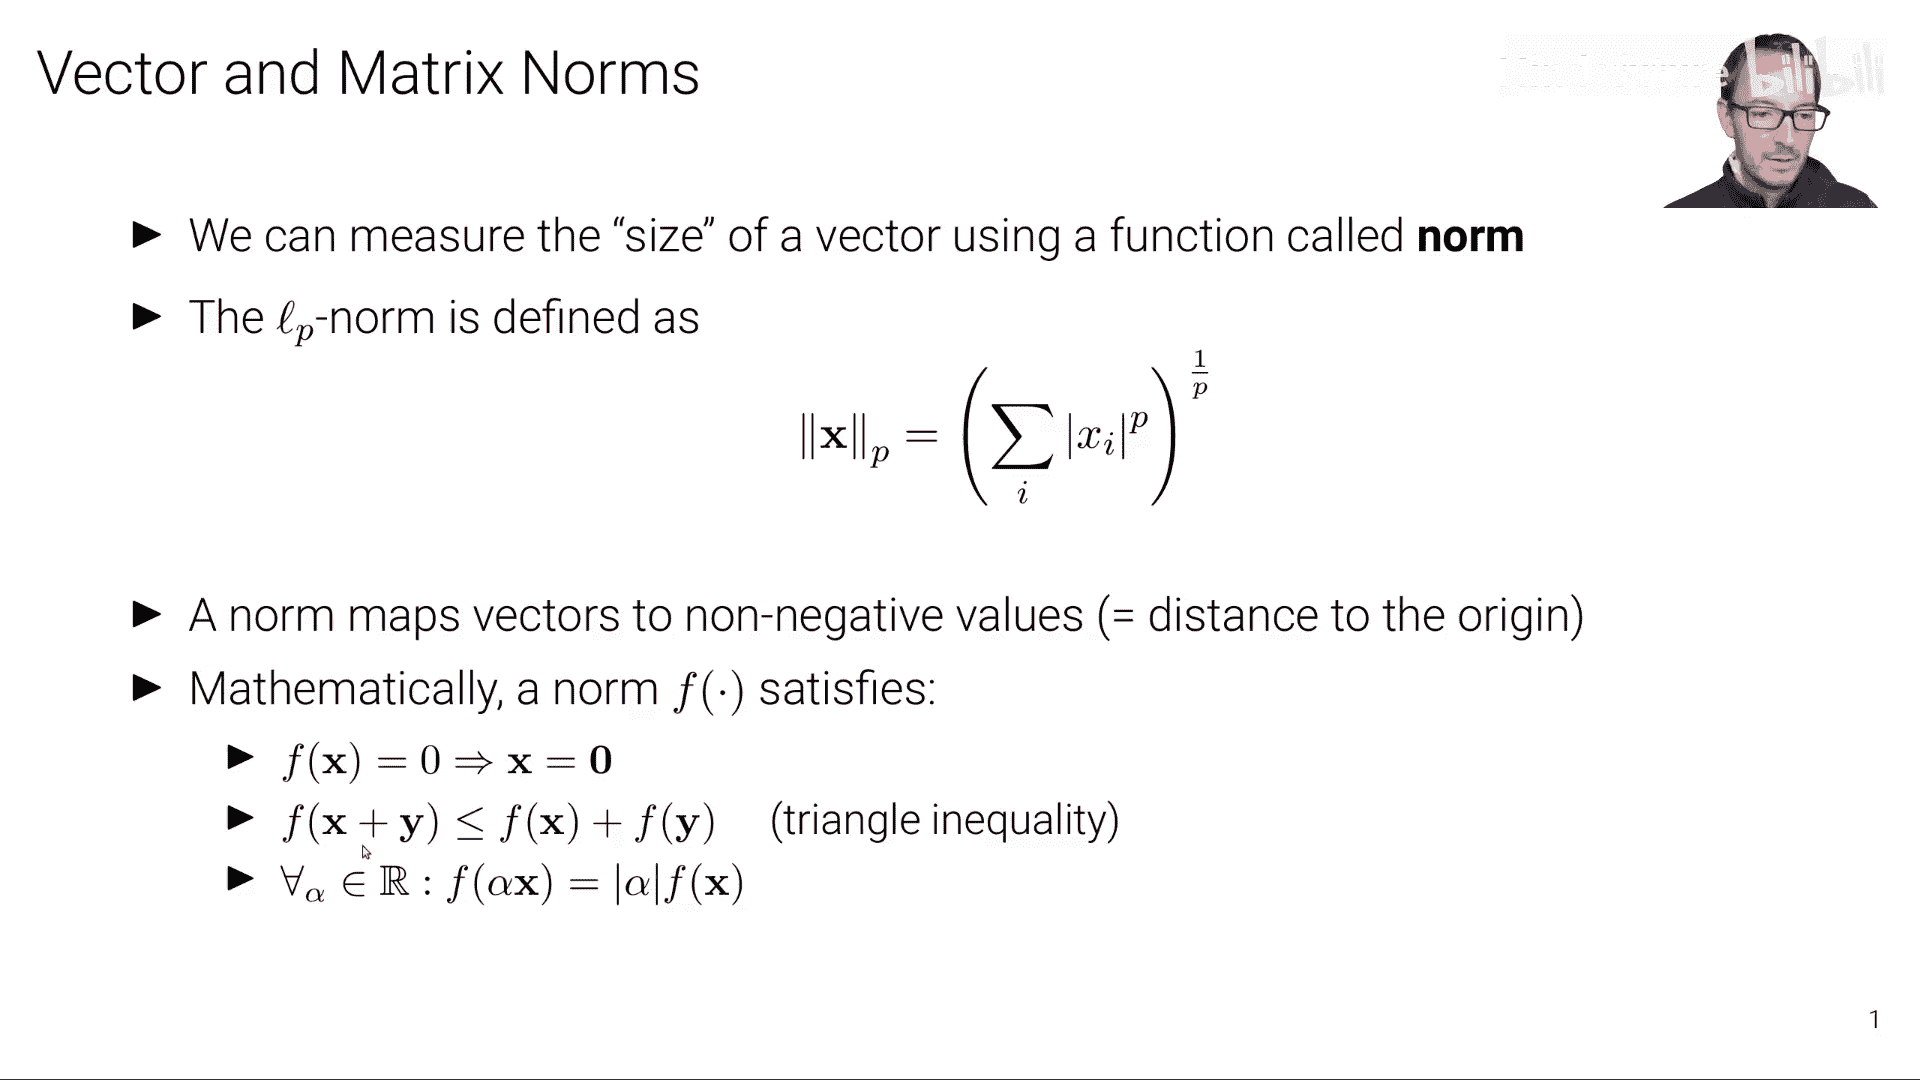 Vector and Matrix Norms
bilibili
► We can measure the “size” of a vector using a function called norm
► The ℓ_p-norm is defined as
‖x‖_p = (∑_i |x_i|^p)^{1/p}
► A norm maps vectors to non-negative values (= distance to the origin)
► Mathematically, a norm f(·) satisfies:
► f(x) = 0 ⇒ x = 0
► f(x + y) ≤ f(x) + f(y) (triangle inequality)
► ∀_α ∈ ℝ : f(αx) = |α|f(x)
1